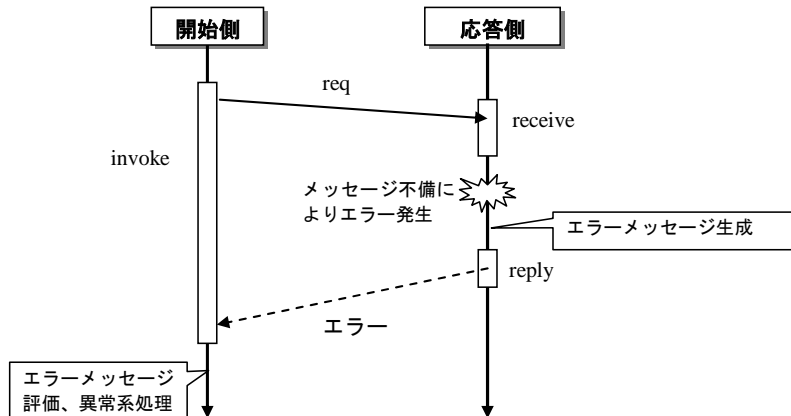 開始側
応答側
req
receive
invoke
メッセージ不備に
よりエラー発生
エラーメッセージ生成
reply
エラー
エラーメッセージ
評価、異常系処理